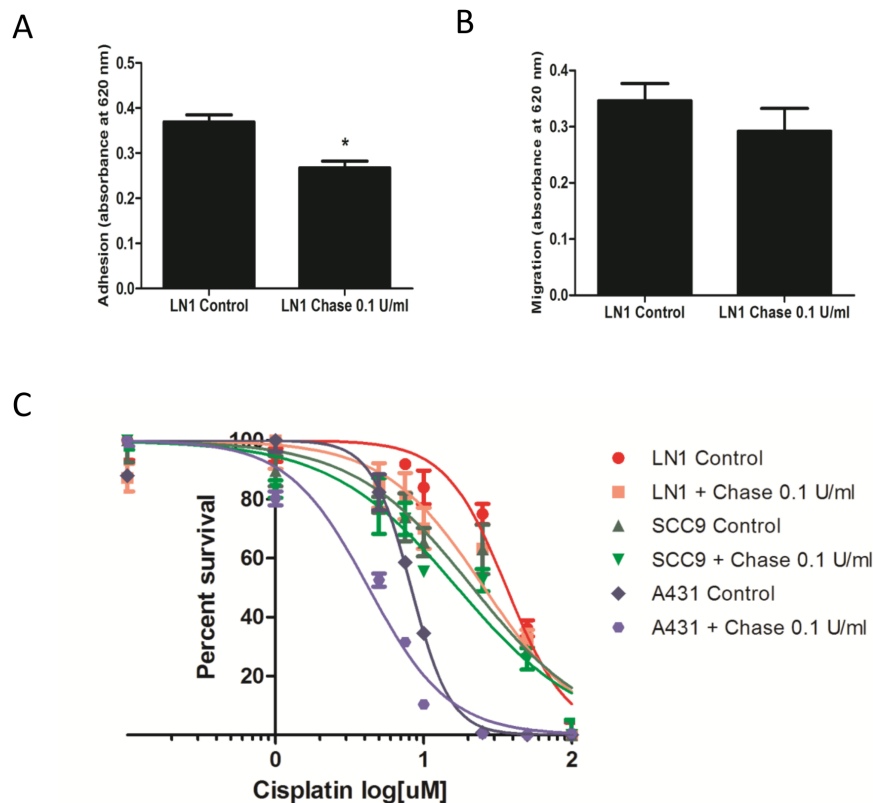 A
Adhesion (absorbance at 620 nm)
0.5
0.4
0.3
0.2
0.1
0.0
*
LN1 Control
LN1 Chase 0.1 U/ml
B
Migration (absorbance at 620 nm)
0.4
0.3
0.2
0.1
0.0
LN1 Control
LN1 Chase 0.1 U/ml
C
Percent survival
100
80
60
40
20
0
1
2
Cisplatin log[uM]
LN1 Control
LN1 + Chase 0.1 U/ml
SCC9 Control
SCC9 + Chase 0.1 U/ml
A431 Control
A431 + Chase 0.1 U/ml